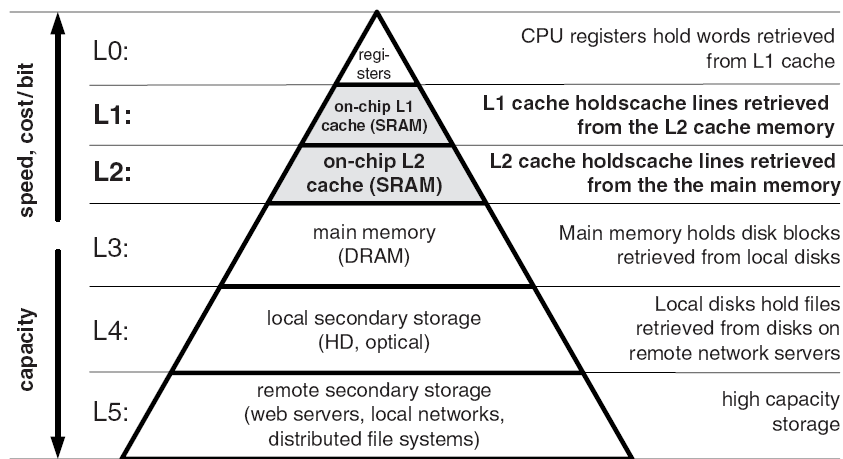 speed, cost/bit
capacity
L0:
regi-
sters
CPU registers hold words retrieved
from L1 cache
L1:
on-chip L1
cache (SRAM)
L1 cache holdscache lines retrieved
from the L2 cache memory
L2:
on-chip L2
cache (SRAM)
L2 cache holdscache lines retrieved
from the the main memory
L3:
main memory
(DRAM)
Main memory holds disk blocks
retrieved from local disks
L4:
local secondary storage
(HD, optical)
Local disks hold files
retrieved from disks on
remote network servers
L5:
remote secondary storage
(web servers, local networks,
distributed file systems)
high capacity
storage